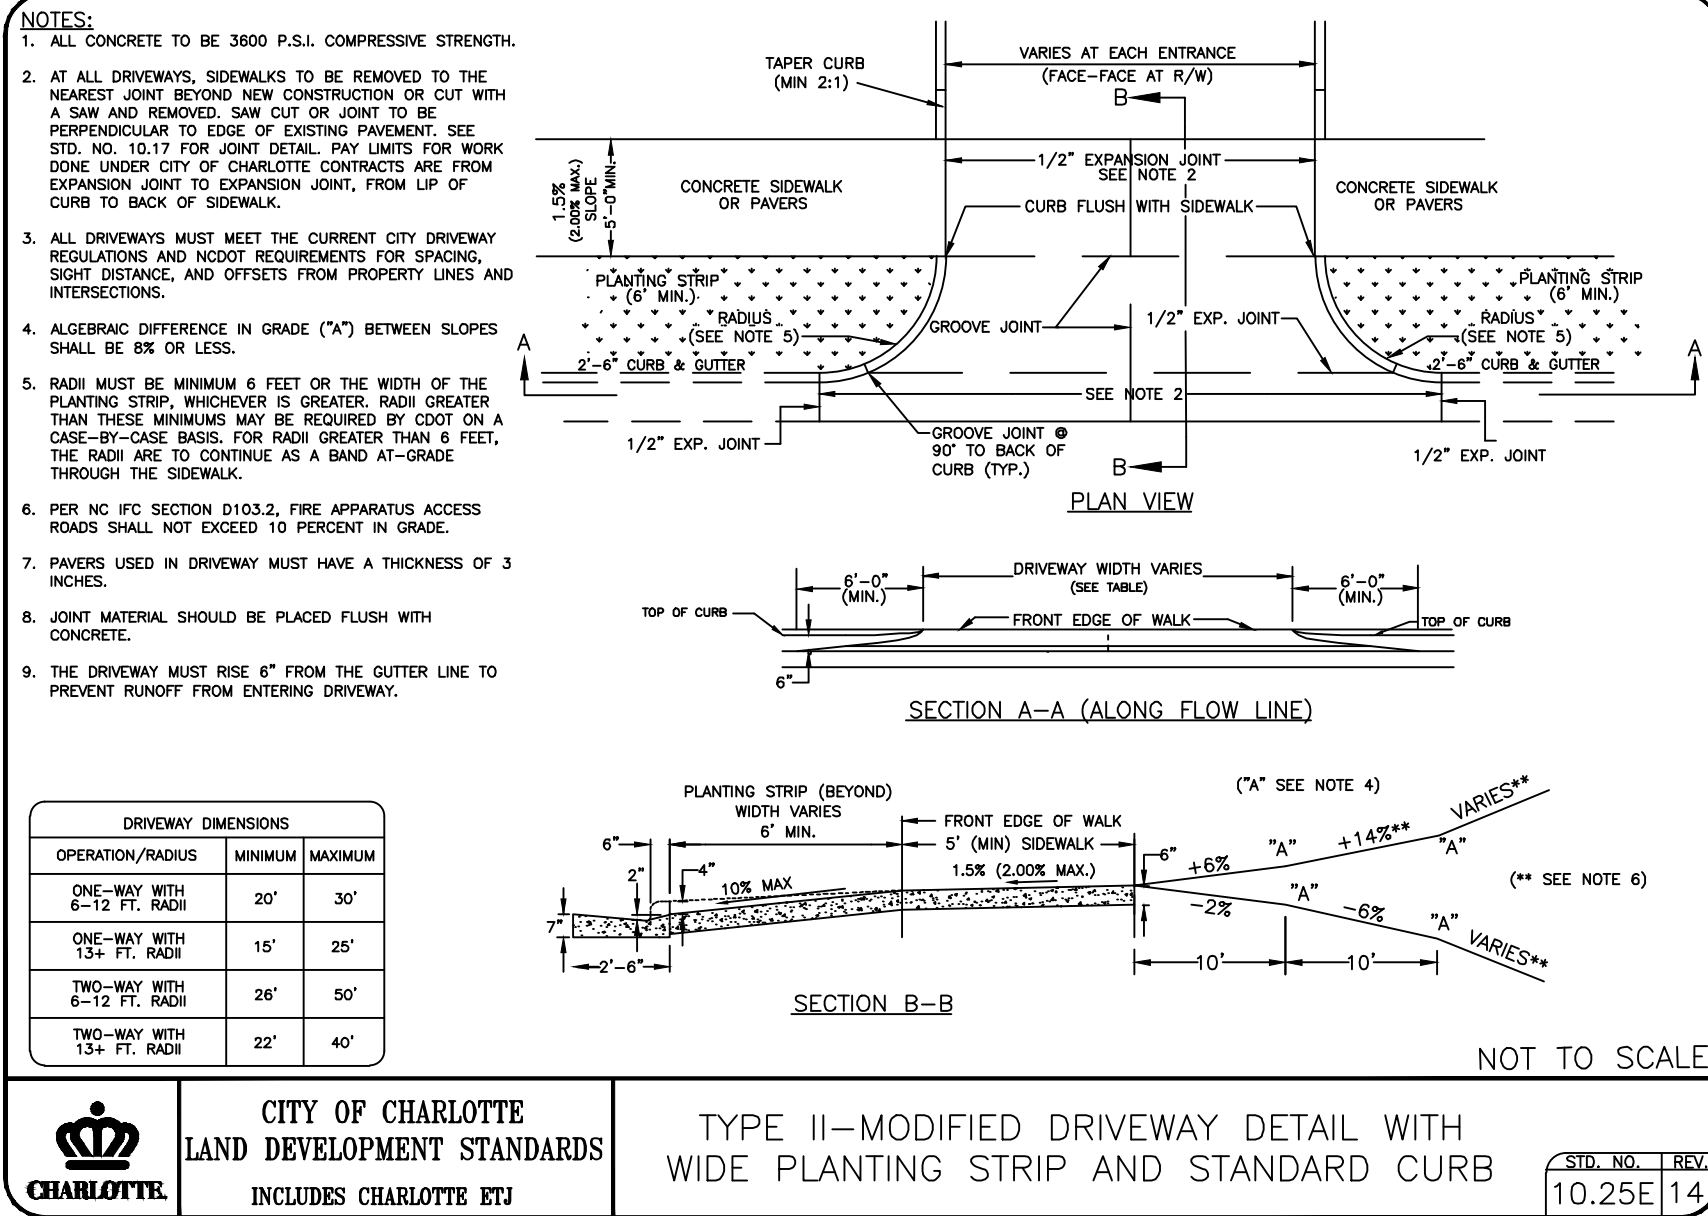 NOTES:
1. ALL CONCRETE TO BE 3600 P.S.I. COMPRESSIVE STRENGTH.
2. AT ALL DRIVEWAYS, SIDEWALKS TO BE REMOVED TO THE
NEAREST JOINT BEYOND NEW CONSTRUCTION OR CUT WITH
A SAW AND REMOVED. SAW CUT OR JOINT TO BE
PERPENDICULAR TO EDGE OF EXISTING PAVEMENT. SEE
STD. NO. 10.17 FOR JOINT DETAIL. PAY LIMITS FOR WORK
DONE UNDER CITY OF CHARLOTTE CONTRACTS ARE FROM
EXPANSION JOINT TO EXPANSION JOINT, FROM LIP OF
CURB TO BACK OF SIDEWALK.
3. ALL DRIVEWAYS MUST MEET THE CURRENT CITY DRIVEWAY
REGULATIONS AND NCDOT REQUIREMENTS FOR SPACING,
SIGHT DISTANCE, AND OFFSETS FROM PROPERTY LINES AND
INTERSECTIONS.
4. ALGEBRAIC DIFFERENCE IN GRADE ("A") BETWEEN SLOPES
SHALL BE 8% OR LESS.
5. RADII MUST BE MINIMUM 6 FEET OR THE WIDTH OF THE
PLANTING STRIP, WHICHEVER IS GREATER. RADII GREATER
THAN THESE MINIMUMS MAY BE REQUIRED BY CDOT ON A
CASE-BY-CASE BASIS. FOR RADII GREATER THAN 6 FEET,
THE RADII ARE TO CONTINUE AS A BAND AT-GRADE
THROUGH THE SIDEWALK.
6. PER NC IFC SECTION D103.2, FIRE APPARATUS ACCESS
ROADS SHALL NOT EXCEED 10 PERCENT IN GRADE.
7. PAVERS USED IN DRIVEWAY MUST HAVE A THICKNESS OF 3
INCHES.
8. JOINT MATERIAL SHOULD BE PLACED FLUSH WITH
CONCRETE.
9. THE DRIVEWAY MUST RISE 6" FROM THE GUTTER LINE TO
PREVENT RUNOFF FROM ENTERING DRIVEWAY.
DRIVEWAY DIMENSIONS
OPERATION/RADIUS MINIMUM MAXIMUM
ONE-WAY WITH
6-12 FT. RADII 20' 30'
ONE-WAY WITH
13+ FT. RADII 15' 25'
TWO-WAY WITH
6-12 FT. RADII 26' 50'
TWO-WAY WITH
13+ FT. RADII 22' 40'
TAPER CURB
(MIN 2:1)
VARIES AT EACH ENTRANCE
(FACE-FACE AT R/W)
B
1.5%
(2.00% MAX.)
SLOPE
5'-0"MIN.
CONCRETE SIDEWALK
OR PAVERS
1/2" EXPANSION JOINT
SEE NOTE 2
CURB FLUSH WITH SIDEWALK
CONCRETE SIDEWALK
OR PAVERS
PLANTING STRIP
(6' MIN.)
RADIUS
(SEE NOTE 5)
2'-6" CURB & GUTTER
A
GROOVE JOINT
1/2" EXP. JOINT
PLANTING STRIP
(6' MIN.)
RADIUS
(SEE NOTE 5)
2'-6" CURB & GUTTER
A
SEE NOTE 2
1/2" EXP. JOINT
GROOVE JOINT @
90° TO BACK OF
CURB (TYP.)
B
1/2" EXP. JOINT
PLAN VIEW
6'-0"
(MIN.)
DRIVEWAY WIDTH VARIES
(SEE TABLE)
6'-0"
(MIN.)
TOP OF CURB
FRONT EDGE OF WALK
TOP OF CURB
6"
SECTION A-A (ALONG FLOW LINE)
PLANTING STRIP (BEYOND)
WIDTH VARIES
6' MIN.
6"
FRONT EDGE OF WALK
5' (MIN) SIDEWALK
1.5% (2.00% MAX.)
2"
4"
10% MAX
7"
2'-6"
6"
("A" SEE NOTE 4)
+6%
"A"
+14%**
"A"
VARIES**
(** SEE NOTE 6)
-2%
"A"
-6%
"A"
VARIES**
10'
10'
SECTION B-B
NOT TO SCALE
CHARLOTTE.
CITY OF CHARLOTTE
LAND DEVELOPMENT STANDARDS
INCLUDES CHARLOTTE ETJ
TYPE II-MODIFIED DRIVEWAY DETAIL WITH
WIDE PLANTING STRIP AND STANDARD CURB
STD. NO. REV.
10.25E 14